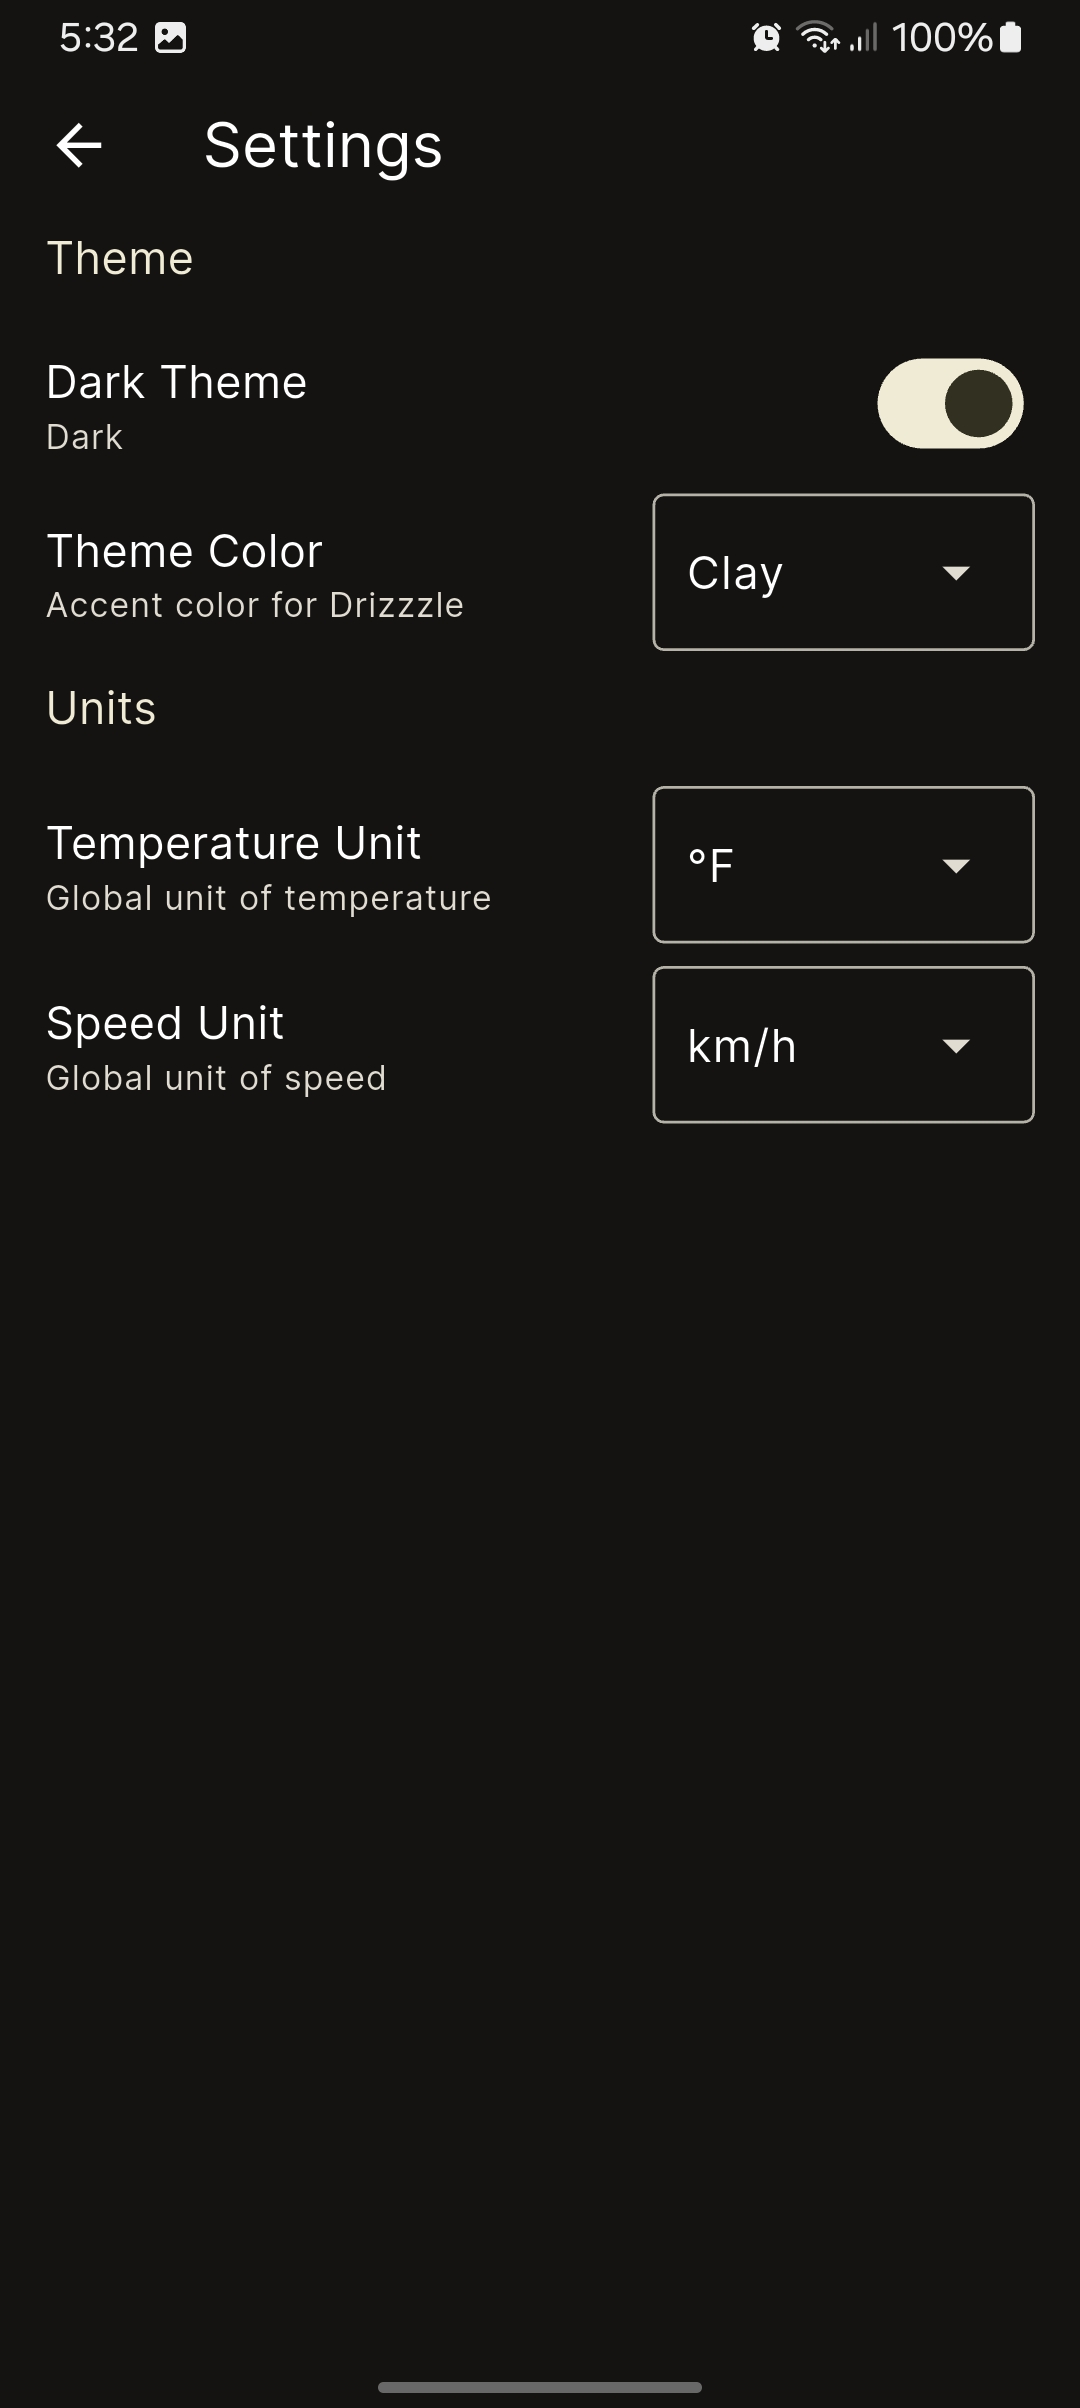 5:32 100%
Settings
Theme
Dark Theme
Dark
Theme Color
Accent color for Drizzzle
Clay
Units
Temperature Unit
Global unit of temperature
°F
Speed Unit
Global unit of speed
km/h